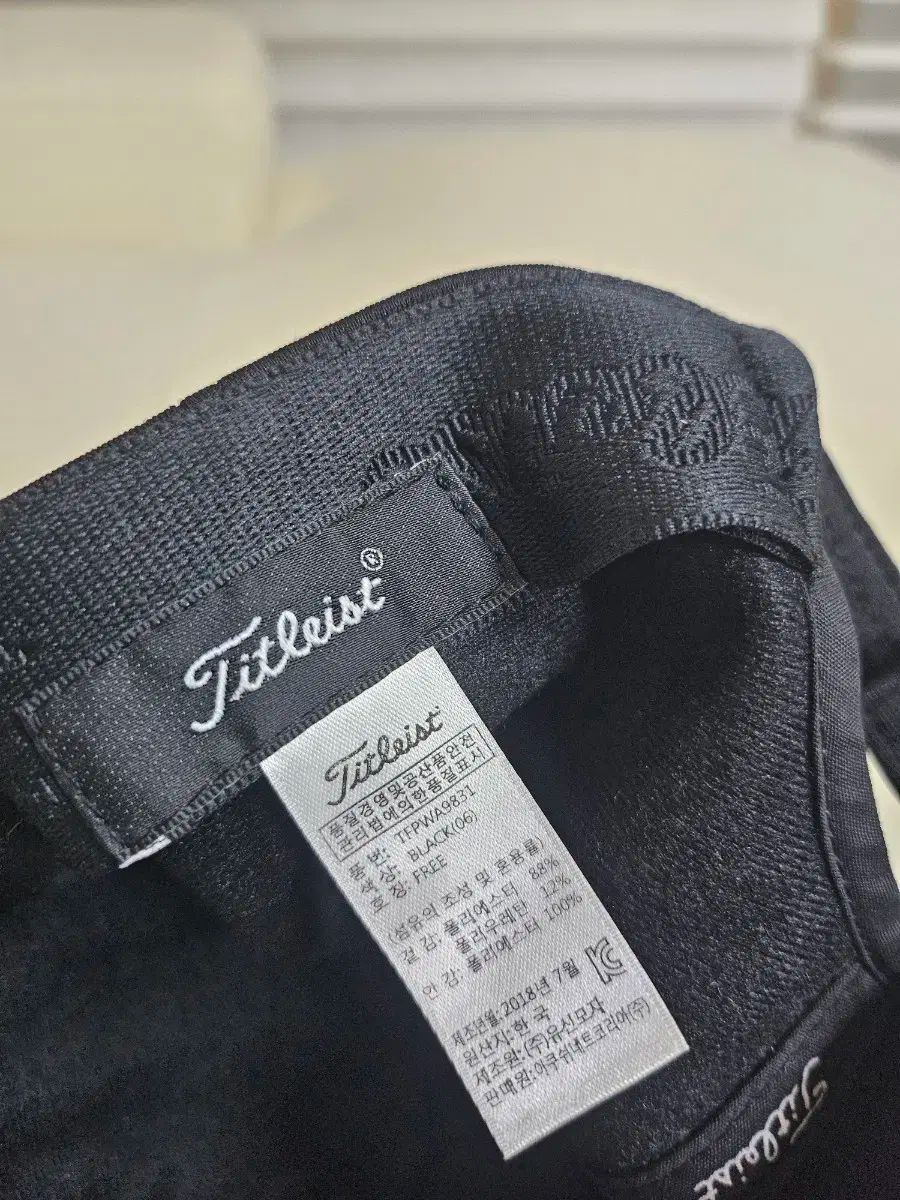 Titleist®
Titleist
품질경영및공산품안전
관리법에의한품질표시
품번: TFPWA9831
색상: BLACK(06)
호칭: FREE
(섬유의 조성 및 혼용률)
겉감: 폴리에스터 88%
폴리우레탄 12%
안감: 폴리에스터 100%
제조년월:2018년 7월
원산지:한 국
제조원:(주)유신모자
판매원:아쿠쉬네트코리아(주)
Titleist